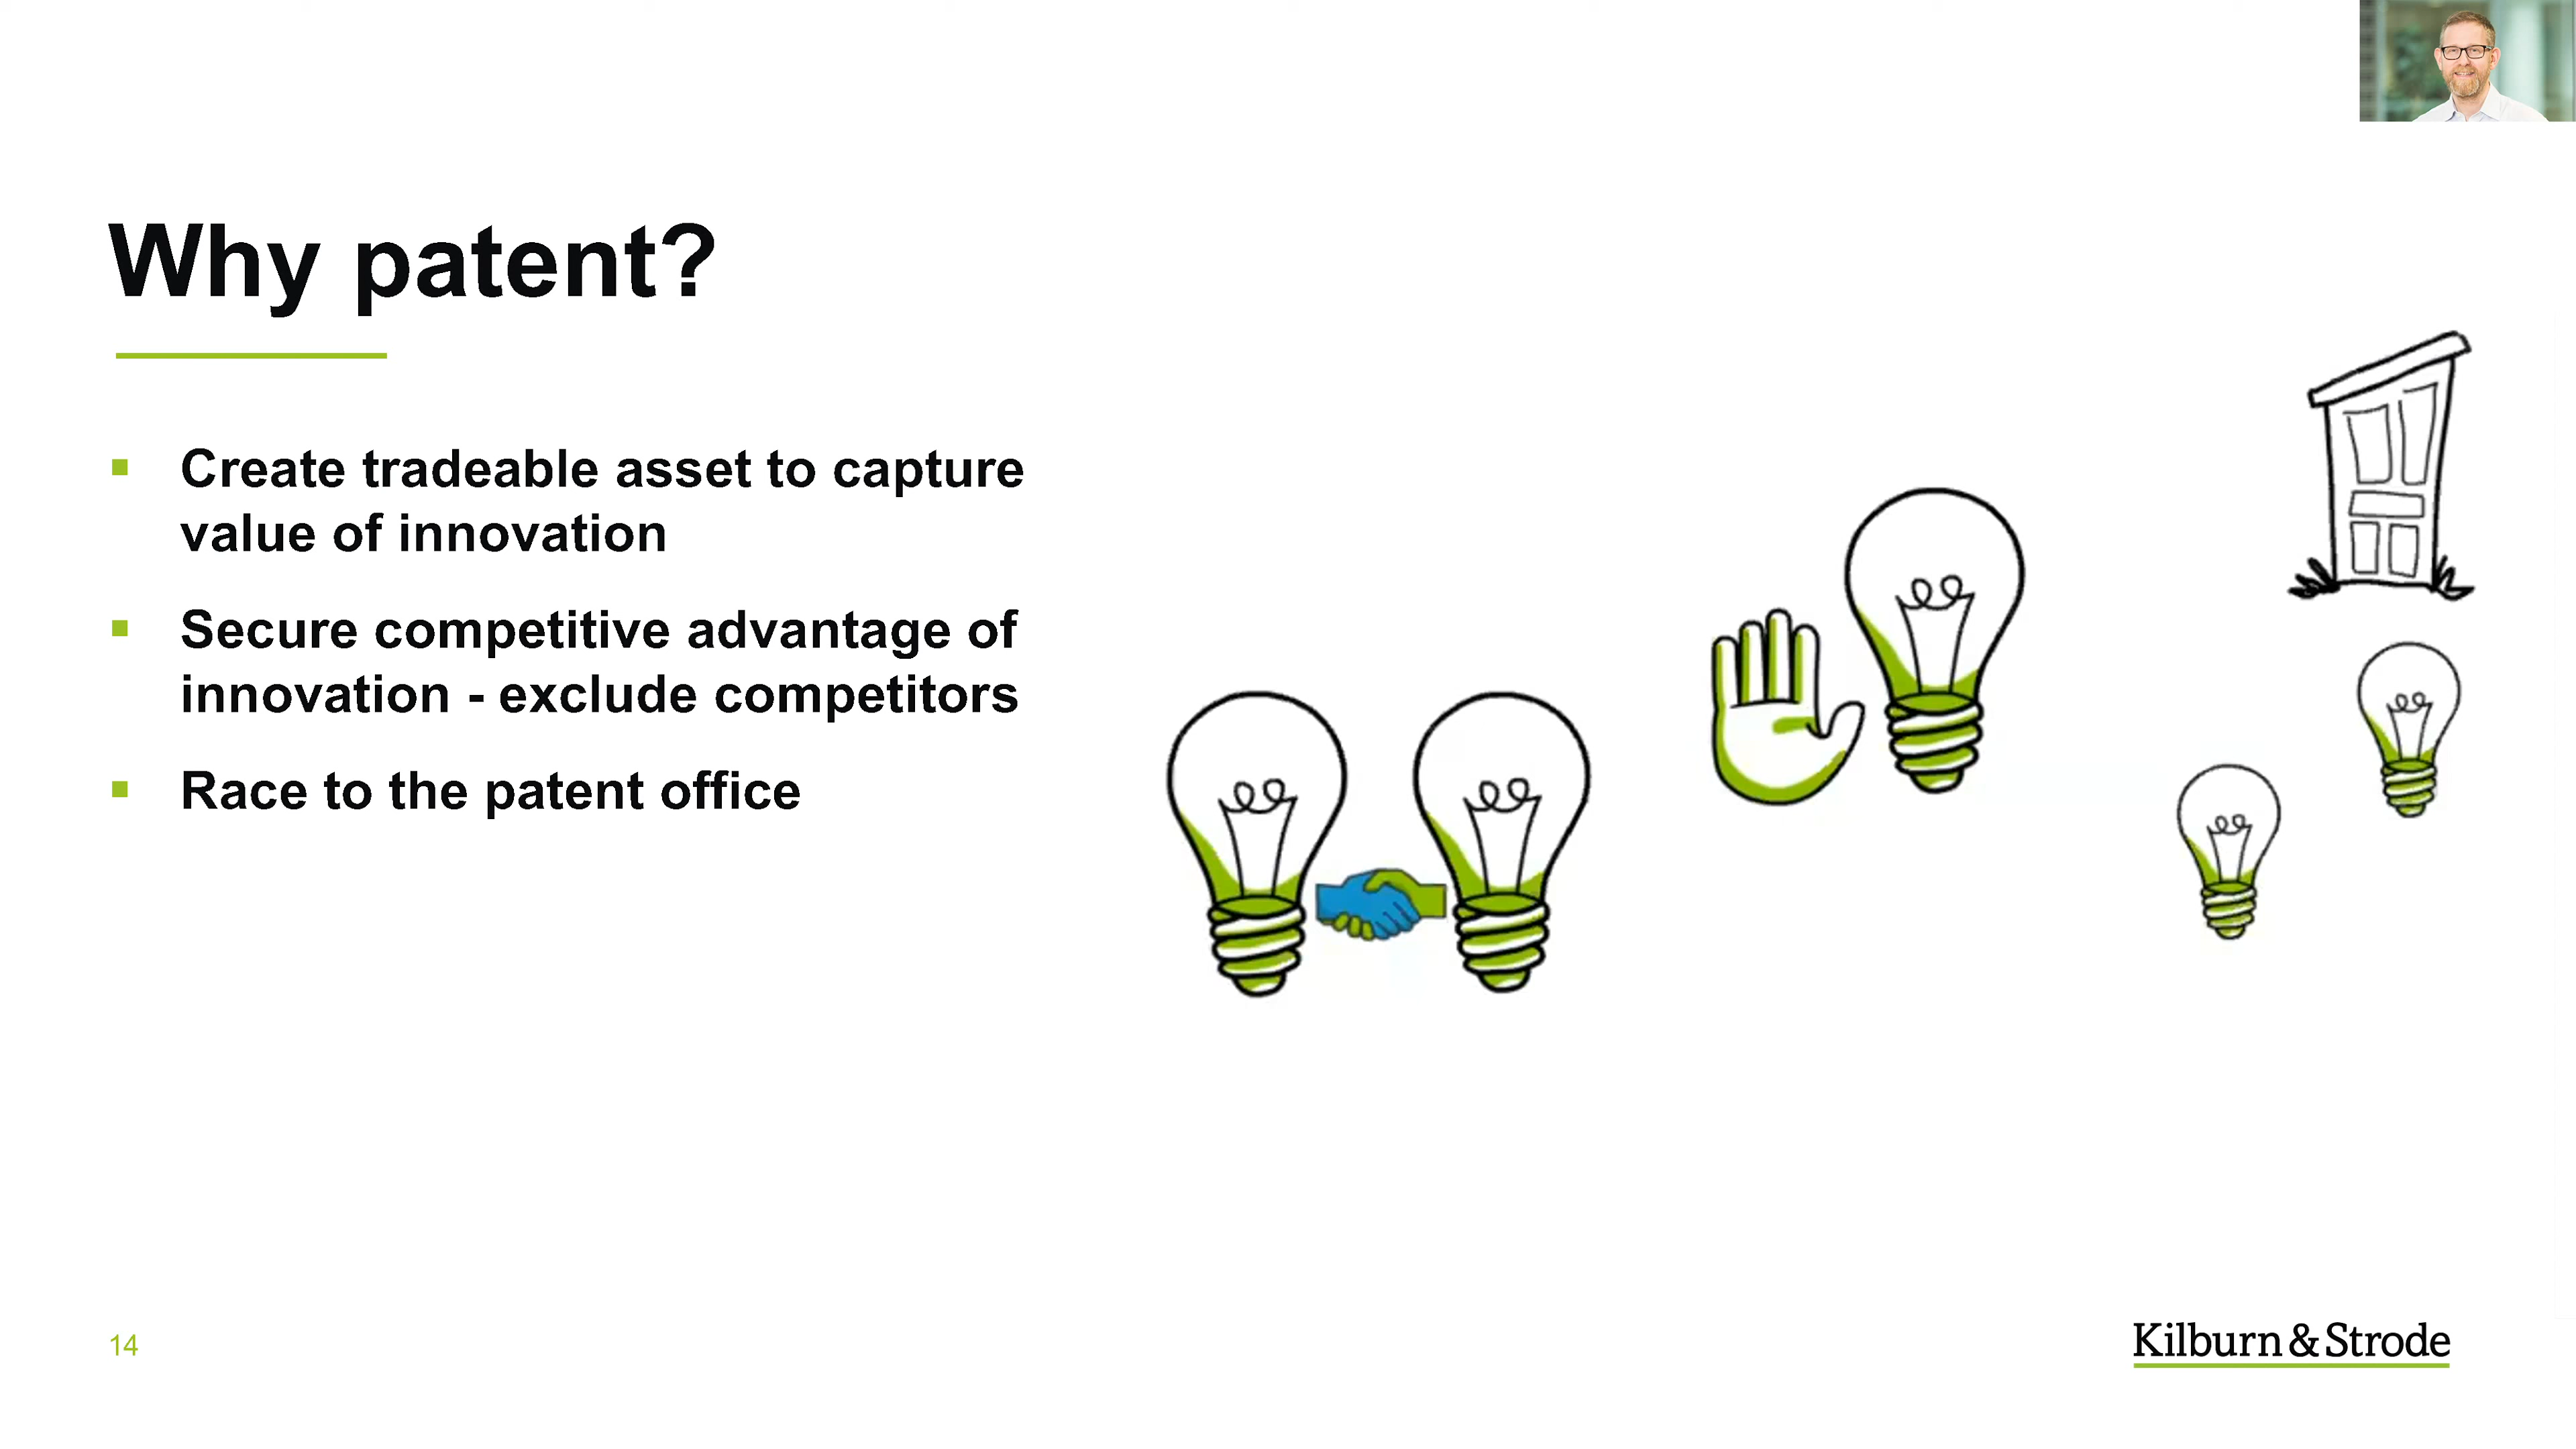 Why patent?
▪ Create tradeable asset to capture
value of innovation
▪ Secure competitive advantage of
innovation - exclude competitors
▪ Race to the patent office
14
Kilburn & Strode